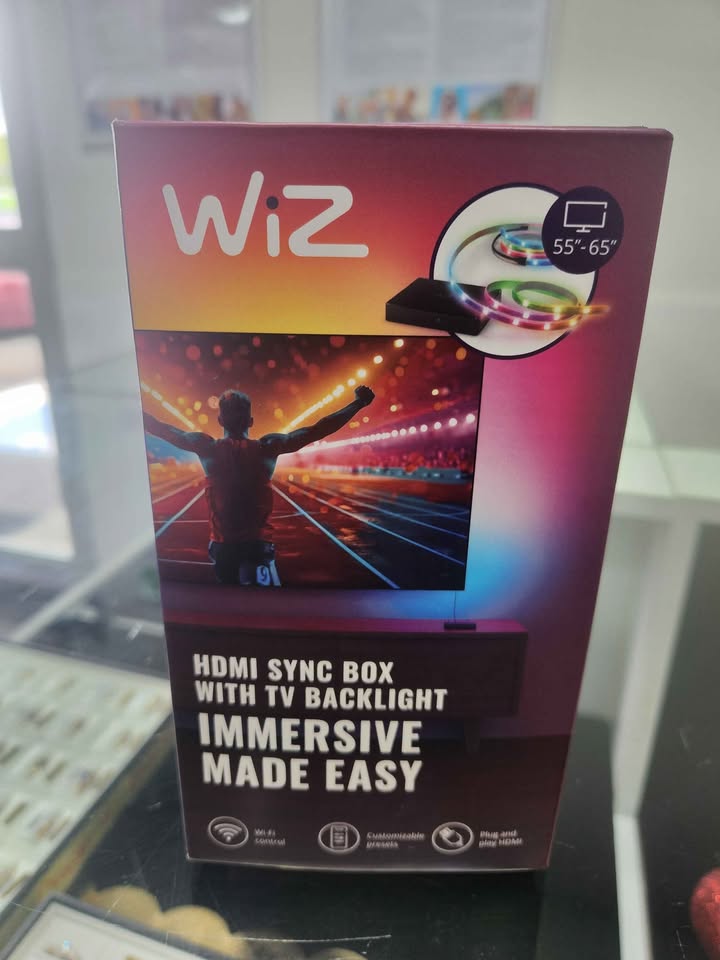 WiZ
55"-65"
9
HDMI SYNC BOX
WITH TV BACKLIGHT
IMMERSIVE
MADE EASY
Wi-Fi
control
Customizable
presets
Plug and
play HDMI